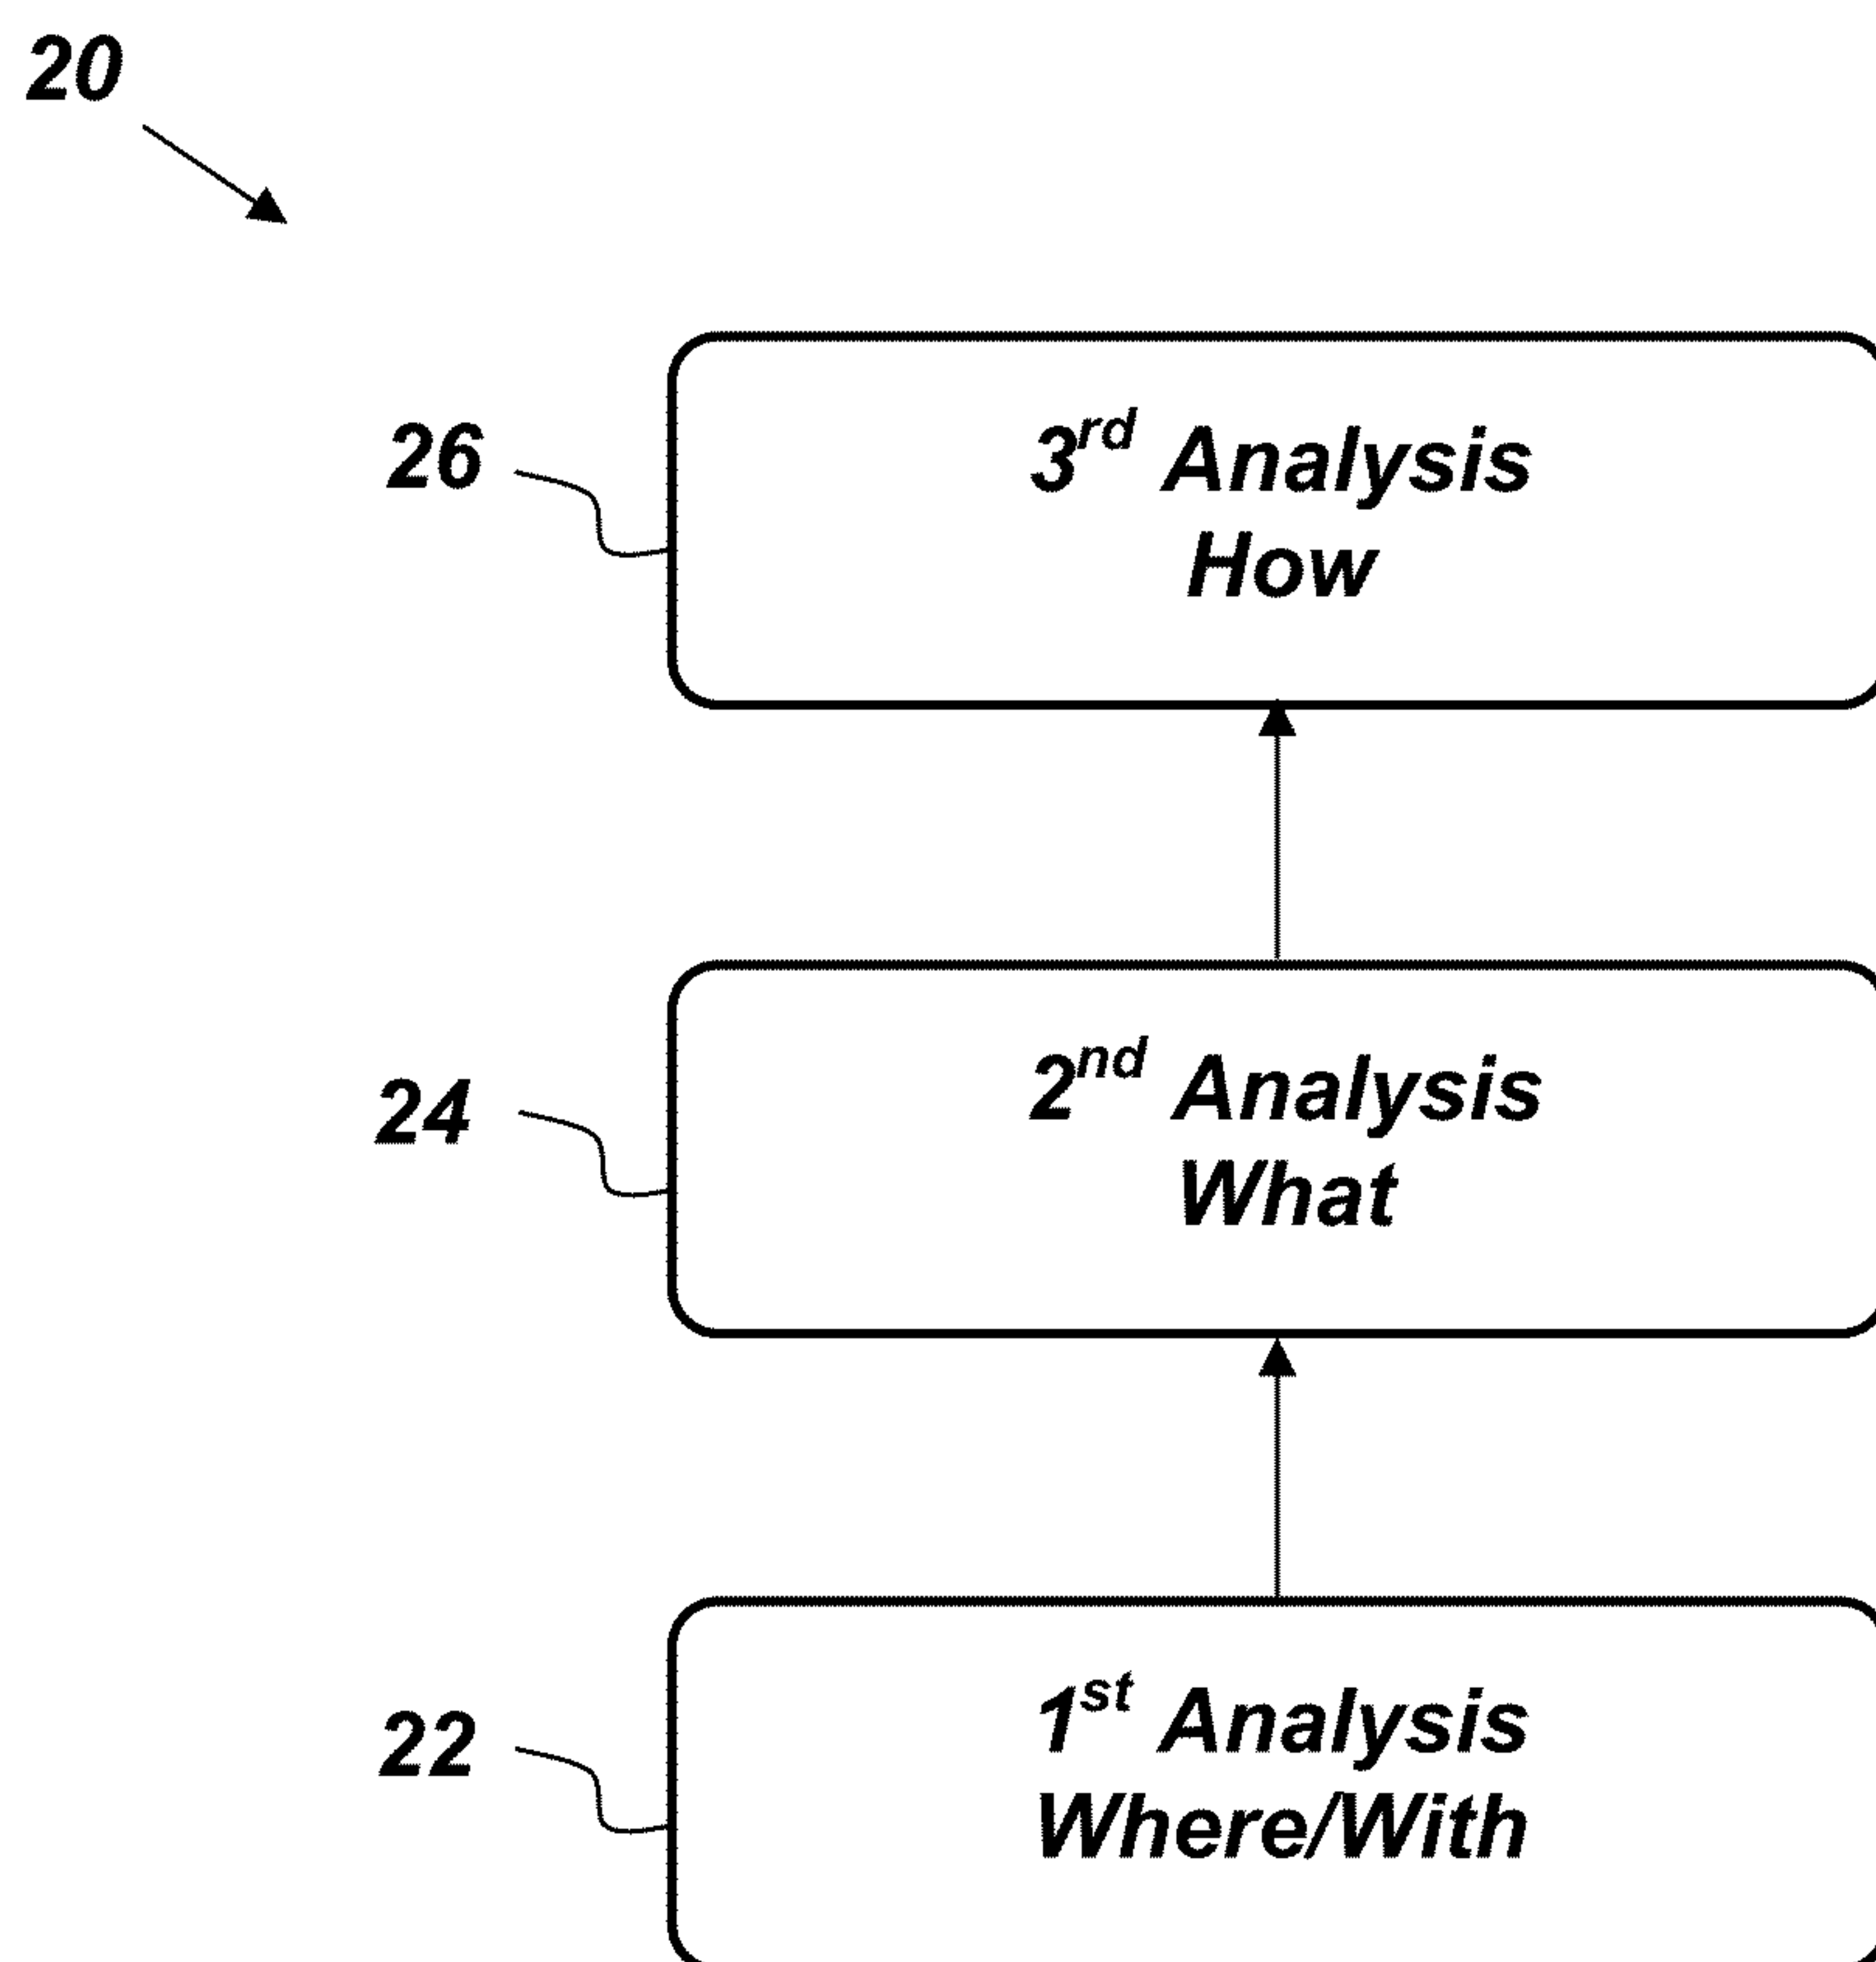 20
26
3rd Analysis
How
24
2nd Analysis
What
22
1st Analysis
Where/With